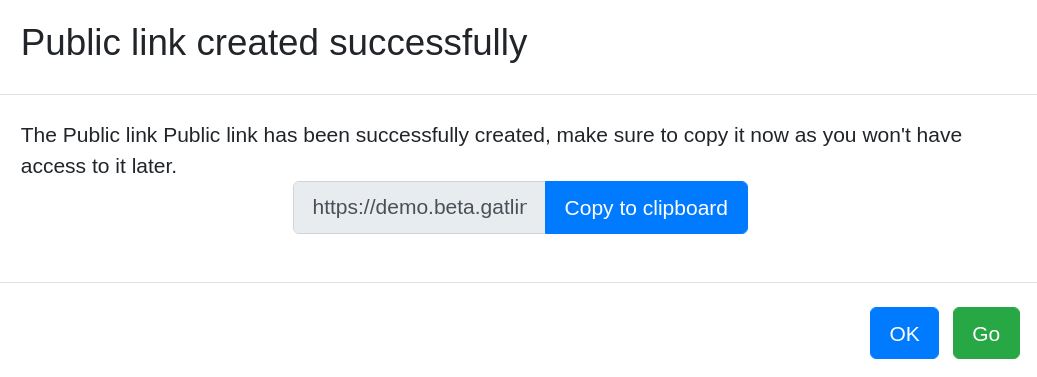 Public link created successfully
The Public link Public link has been successfully created, make sure to copy it now as you won't have
access to it later.
https://demo.beta.gatlin Copy to clipboard
OK Go